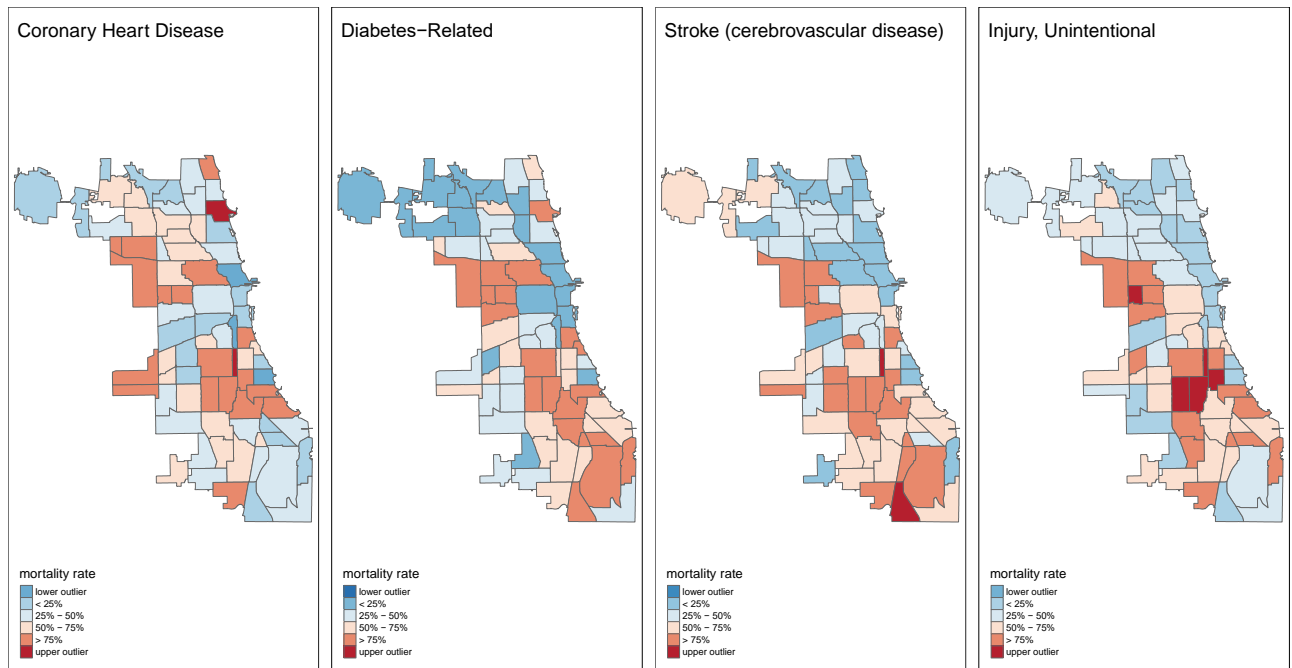 Coronary Heart Disease
mortality rate
lower outlier
< 25%
25% − 50%
50% − 75%
> 75%
upper outlier
Diabetes−Related
mortality rate
lower outlier
< 25%
25% − 50%
50% − 75%
> 75%
upper outlier
Stroke (cerebrovascular disease)
mortality rate
lower outlier
< 25%
25% − 50%
50% − 75%
> 75%
upper outlier
Injury, Unintentional
mortality rate
lower outlier
< 25%
25% − 50%
50% − 75%
> 75%
upper outlier